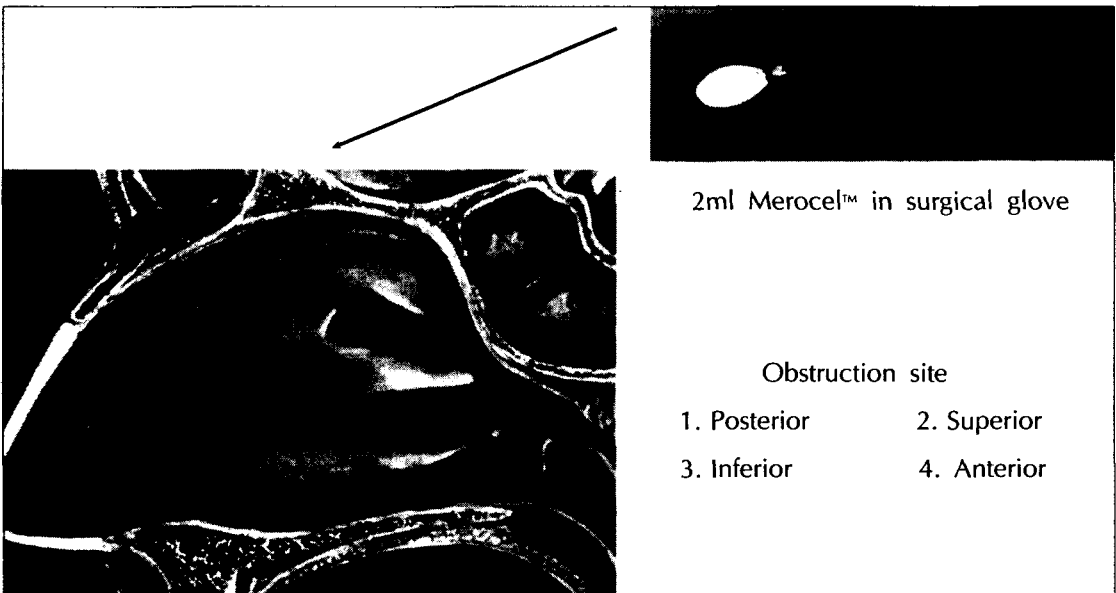 2ml Merocel™ in surgical glove
Obstruction site
1. Posterior 2. Superior
3. Inferior 4. Anterior